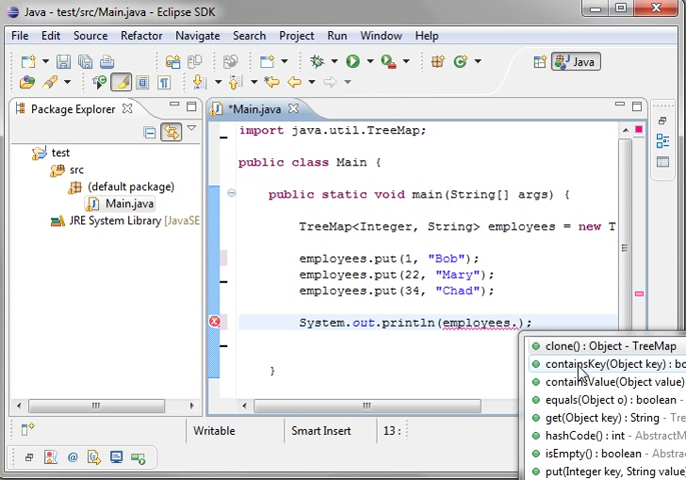 Java - test/src/Main.java - Eclipse SDK
File Edit Source Refactor Navigate Search Project Run Window Help
Java
Package Explorer
*Main.java
test
src
(default package)
Main.java
JRE System Library [JavaSE
import java.util.TreeMap;
public class Main {
public static void main(String[] args) {
TreeMap<Integer, String> employees = new T
employees.put(1, "Bob");
employees.put(22, "Mary");
employees.put(34, "Chad");
System.out.println(employees.);
}
clone() : Object - TreeMap
containsKey(Object key) : bo
containsValue(Object value)
equals(Object o) : boolean -
get(Object key) : String - Tre
hashCode() : int - AbstractM
isEmpty() : boolean - Abstra
put(Integer key, String value)
Writable
Smart Insert
13 :